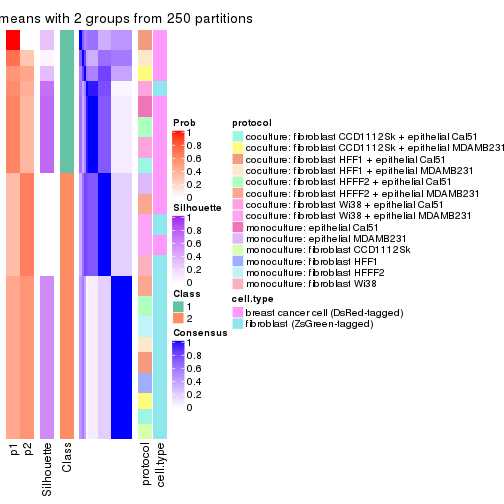 means with 2 groups from 250 partitions
Prob
1
0.8
0.6
0.4
0.2
0
Silhouette
1
0.8
0.6
0.4
0.2
0
Class
1
2
Consensus
1
0.8
0.6
0.4
0.2
0
protocol
coculture: fibroblast CCD1112Sk + epithelial Cal51
coculture: fibroblast CCD1112Sk + epithelial MDAMB231
coculture: fibroblast HFF1 + epithelial Cal51
coculture: fibroblast HFF1 + epithelial MDAMB231
coculture: fibroblast HFFF2 + epithelial Cal51
coculture: fibroblast HFFF2 + epithelial MDAMB231
coculture: fibroblast Wi38 + epithelial Cal51
coculture: fibroblast Wi38 + epithelial MDAMB231
monoculture: epithelial Cal51
monoculture: epithelial MDAMB231
monoculture: fibroblast CCD1112Sk
monoculture: fibroblast HFF1
monoculture: fibroblast HFFF2
monoculture: fibroblast Wi38
cell.type
breast cancer cell (DsRed-tagged)
fibroblast (ZsGreen-tagged)
p1
p2
Silhouette
Class
protocol
cell.type